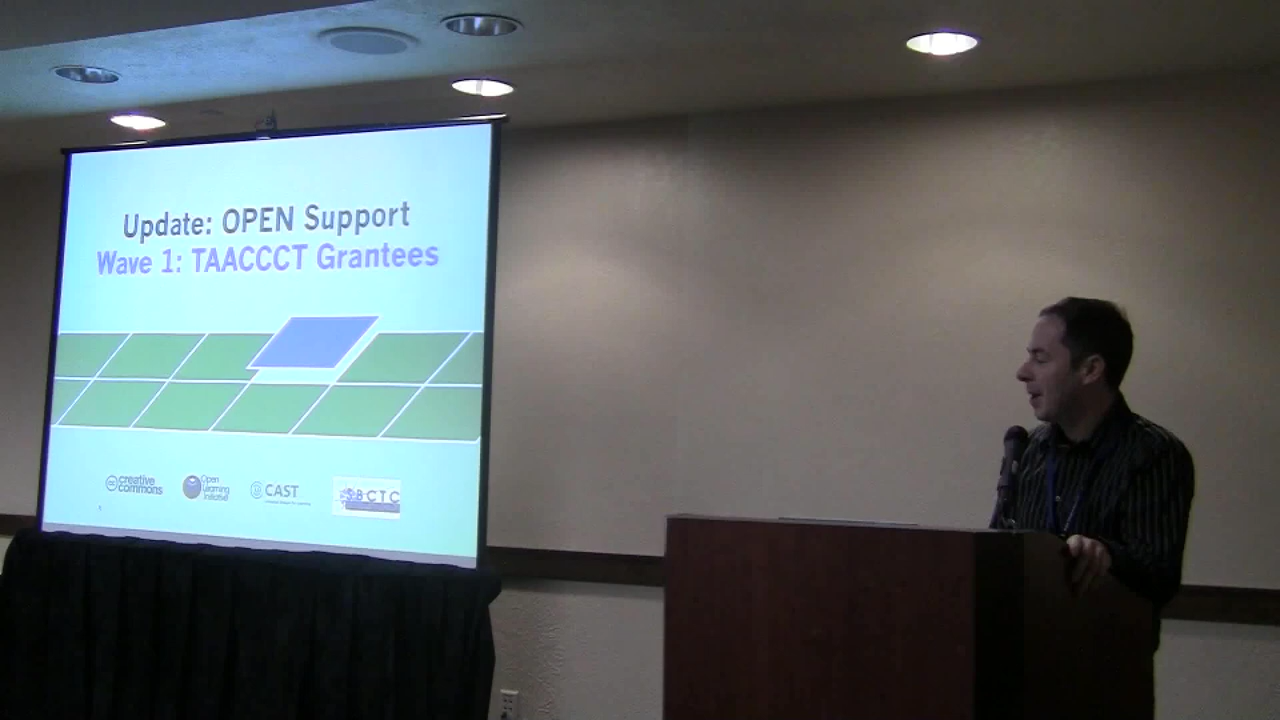 Update: OPEN Support
Wave 1: TAACCCT Grantees
creative
commons
Open
Learning
Initiative
CAST
SBCTC